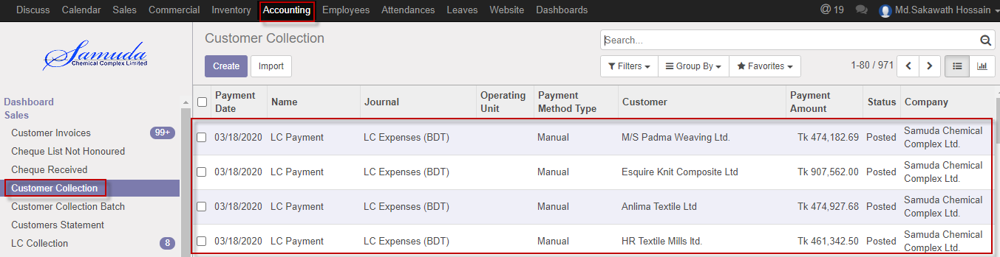 Discuss Calendar Sales Commercial Inventory Accounting Employees Attendances Leaves Website Dashboards @ 19 Md.Sakawath Hossain
Samuda
Chemical Complex Limited
Customer Collection
Search...
Create Import
Filters Group By Favorites 1-80 / 971
Dashboard
Sales
Customer Invoices 99+
Cheque List Not Honoured
Cheque Received
Customer Collection
Customer Collection Batch
Customers Statement
LC Collection 8
Payment Date Name Journal Operating Unit Payment Method Type Customer Payment Amount Status Company
03/18/2020 LC Payment LC Expenses (BDT) Manual M/S Padma Weaving Ltd. Tk 474,182.69 Posted Samuda Chemical Complex Ltd.
03/18/2020 LC Payment LC Expenses (BDT) Manual Esquire Knit Composite Ltd Tk 907,562.00 Posted Samuda Chemical Complex Ltd.
03/18/2020 LC Payment LC Expenses (BDT) Manual Anlima Textile Ltd Tk 474,927.68 Posted Samuda Chemical Complex Ltd.
03/18/2020 LC Payment LC Expenses (BDT) Manual HR Textile Mills ltd. Tk 461,342.50 Posted Samuda Chemical Complex Ltd.